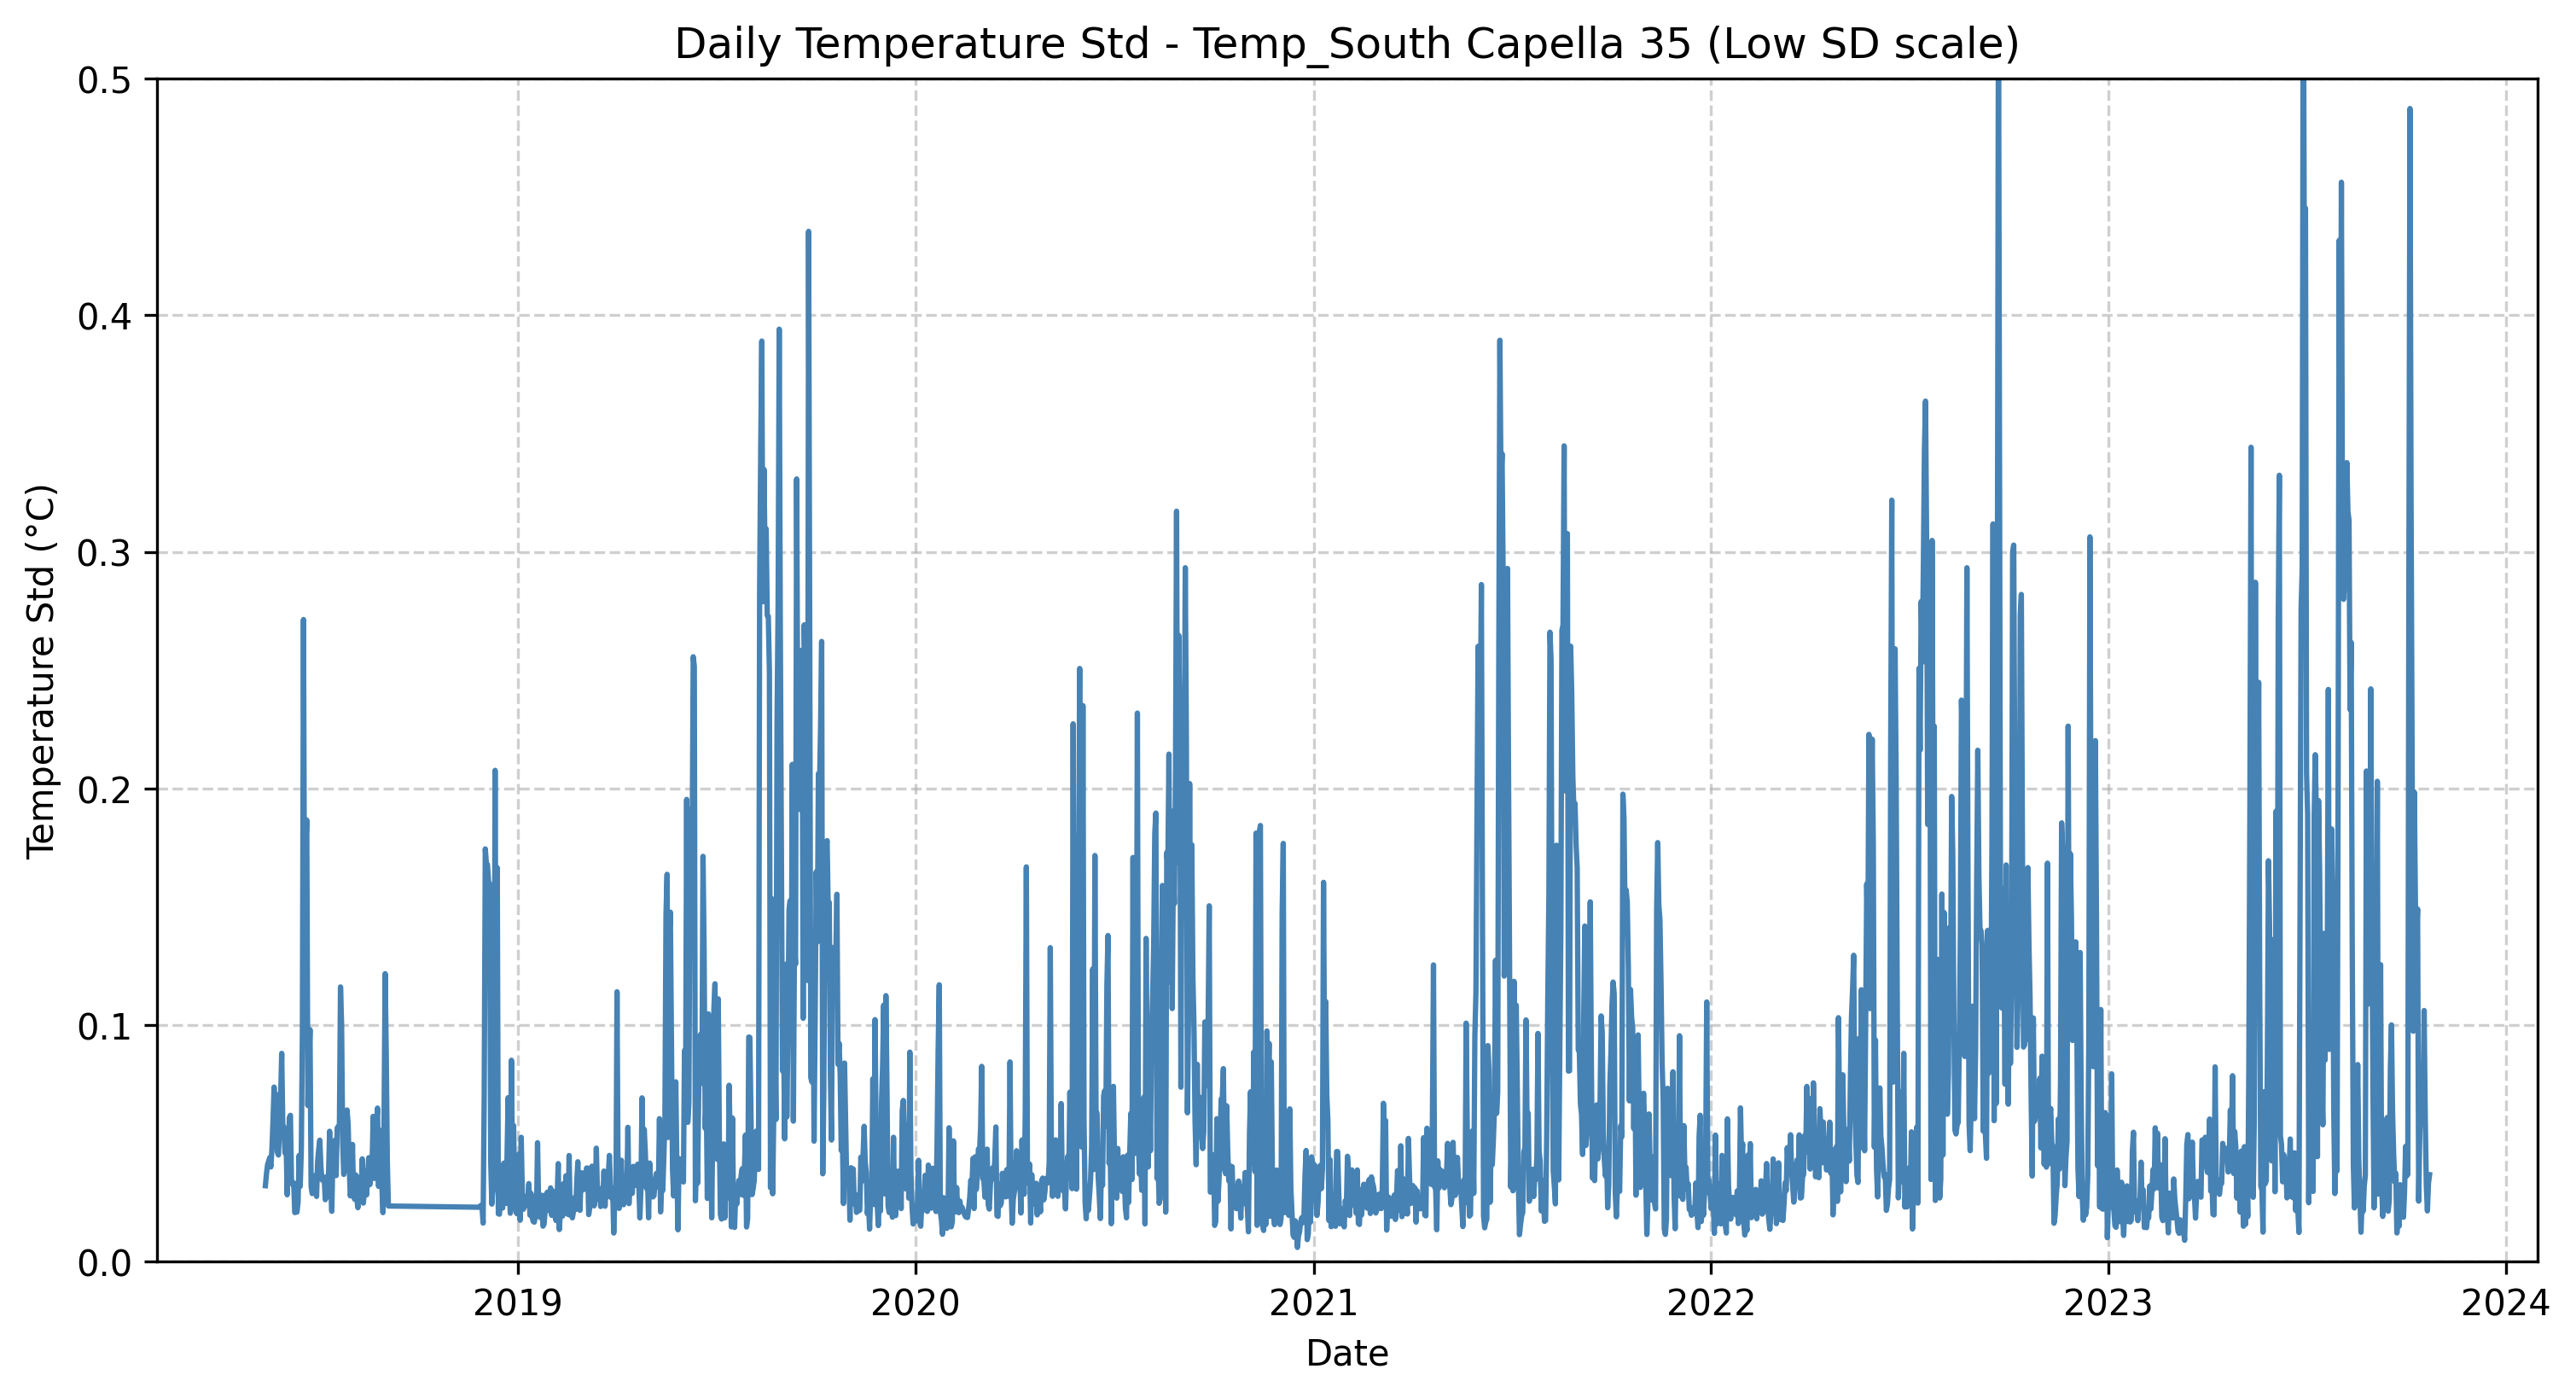 Daily Temperature Std - Temp_South Capella 35 (Low SD scale)
Temperature Std (°C)
0.5
0.4
0.3
0.2
0.1
0.0
2019 2020 2021 2022 2023 2024
Date